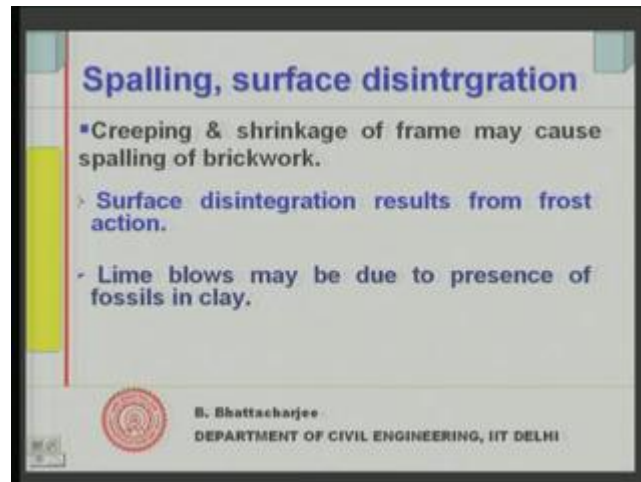 Spalling, surface disintrgration
▪Creeping & shrinkage of frame may cause
spalling of brickwork.
Surface disintegration results from frost
action.
Lime blows may be due to presence of
fossils in clay.
B. Bhattacharjee
DEPARTMENT OF CIVIL ENGINEERING, IIT DELHI